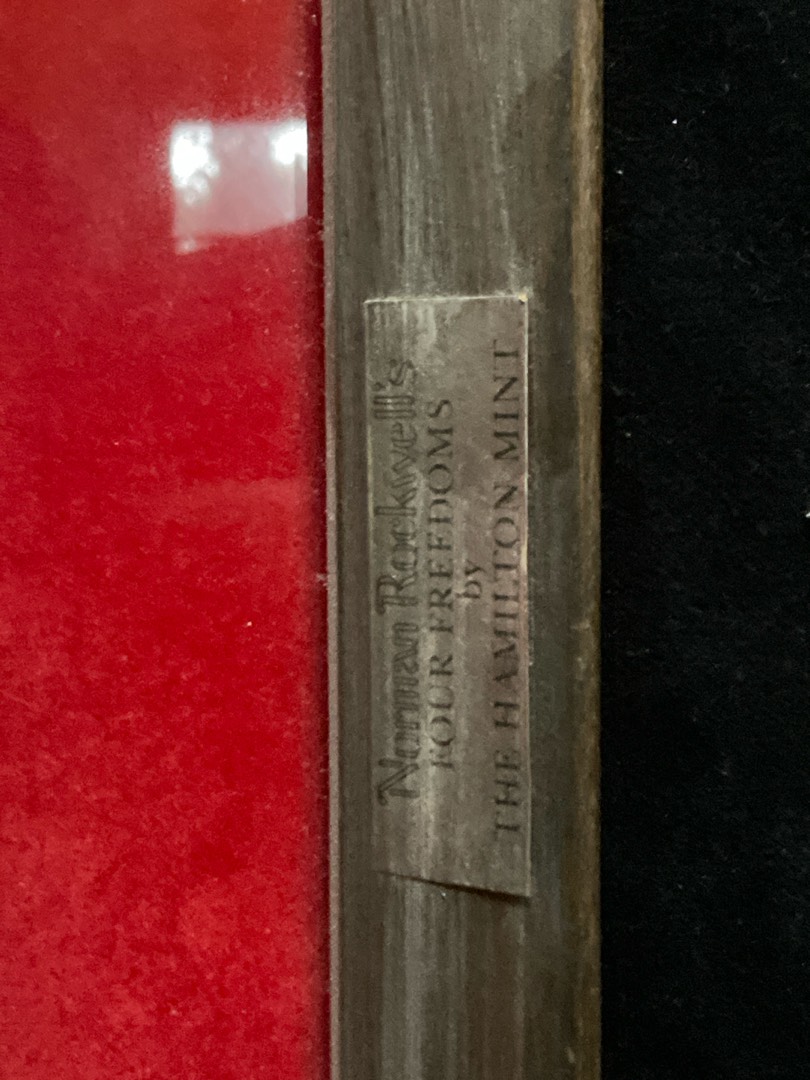 Norman Rockwell's
FOUR FREEDOMS
by
THE HAMILTON MINT